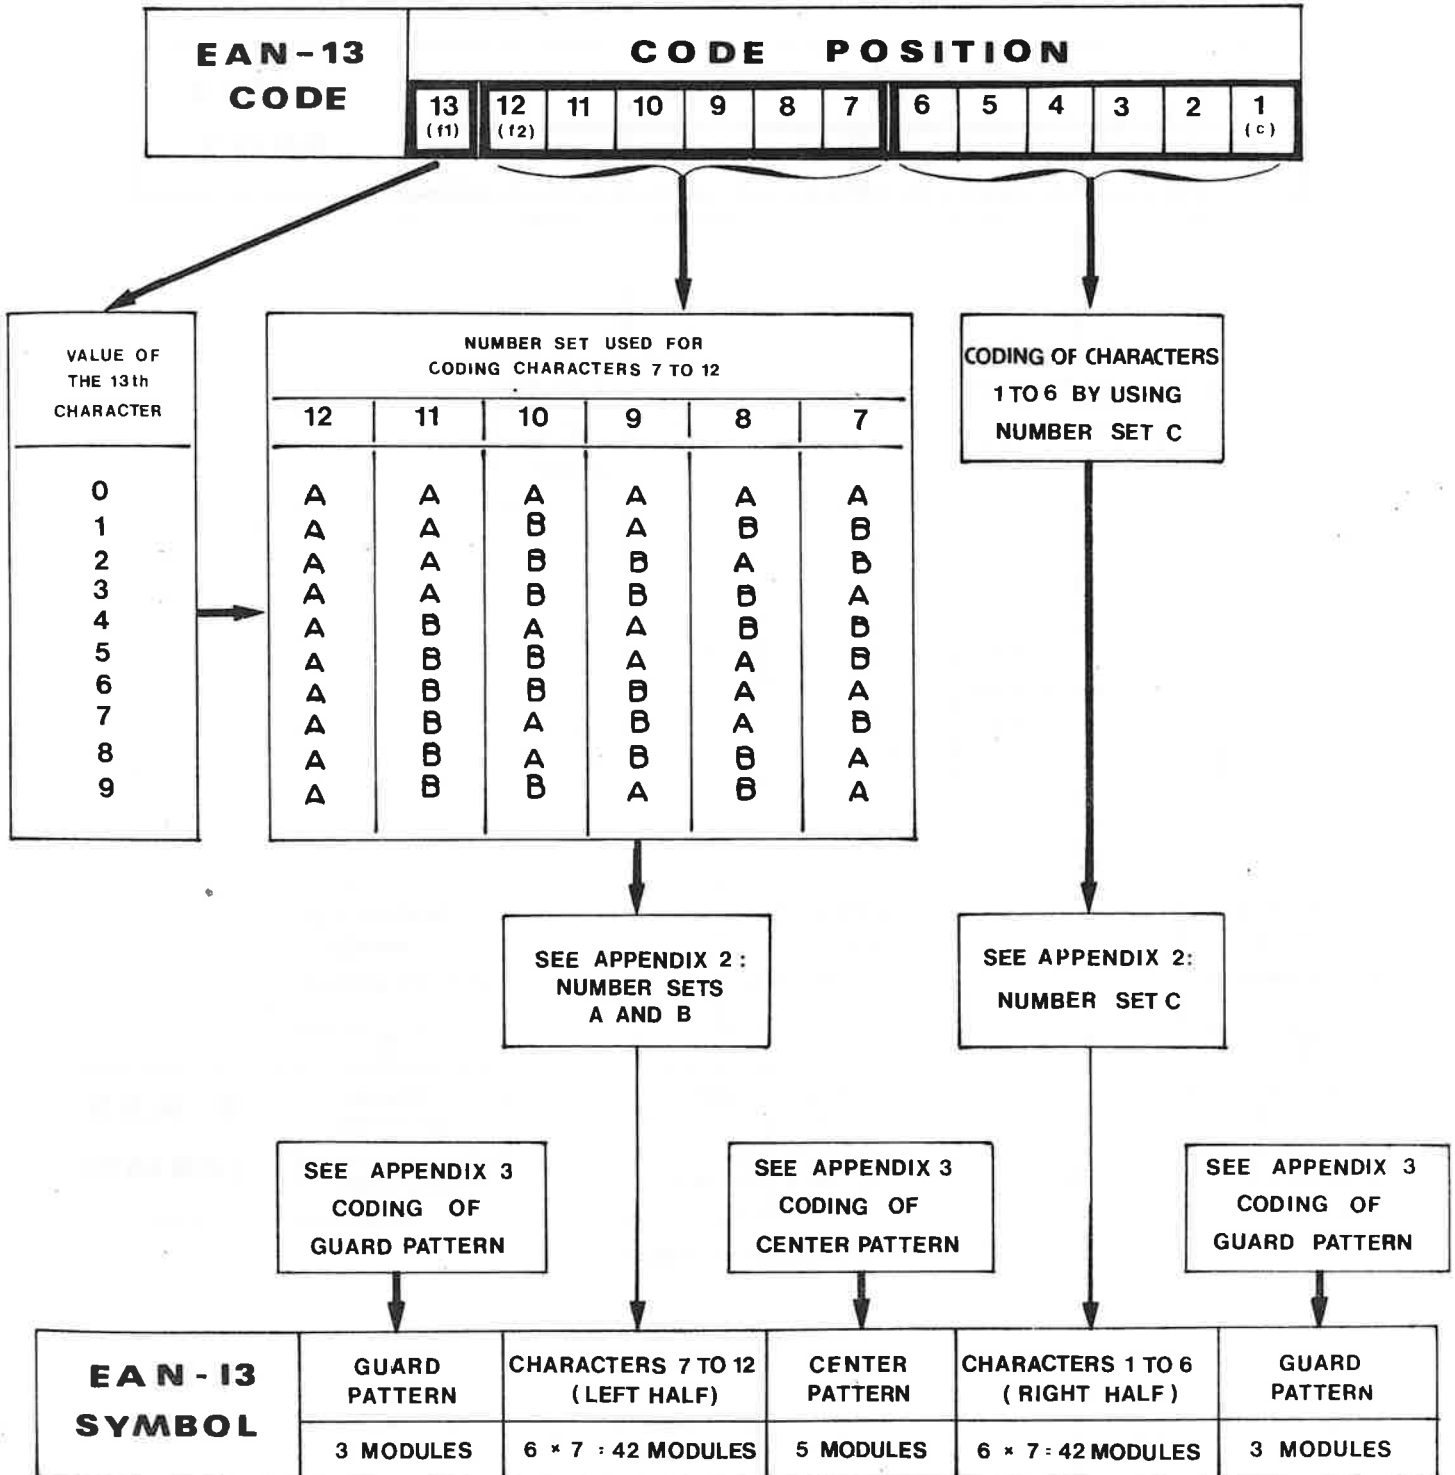 EAN-13 CODE
CODE POSITION
13 12 11 10 9 8 7 6 5 4 3 2 1
(f1) (f2) (c)
VALUE OF
THE 13th
CHARACTER
0
1
2
3
4
5
6
7
8
9
NUMBER SET USED FOR
CODING CHARACTERS 7 TO 12
12 11 10 9 8 7
A A A A A A
A A B A B B
A A B B A B
A A B B B A
A B A A B B
A B B A A B
A B B B A A
A B A B A B
A B A B B A
A B B A B A
CODING OF CHARACTERS
1 TO 6 BY USING
NUMBER SET C
SEE APPENDIX 2:
NUMBER SETS
A AND B
SEE APPENDIX 2:
NUMBER SET C
SEE APPENDIX 3
CODING OF
GUARD PATTERN
SEE APPENDIX 3
CODING OF
CENTER PATTERN
SEE APPENDIX 3
CODING OF
GUARD PATTERN
EAN-13
SYMBOL
GUARD
PATTERN
3 MODULES
CHARACTERS 7 TO 12
(LEFT HALF)
6 × 7 = 42 MODULES
CENTER
PATTERN
5 MODULES
CHARACTERS 1 TO 6
(RIGHT HALF)
6 × 7 = 42 MODULES
GUARD
PATTERN
3 MODULES